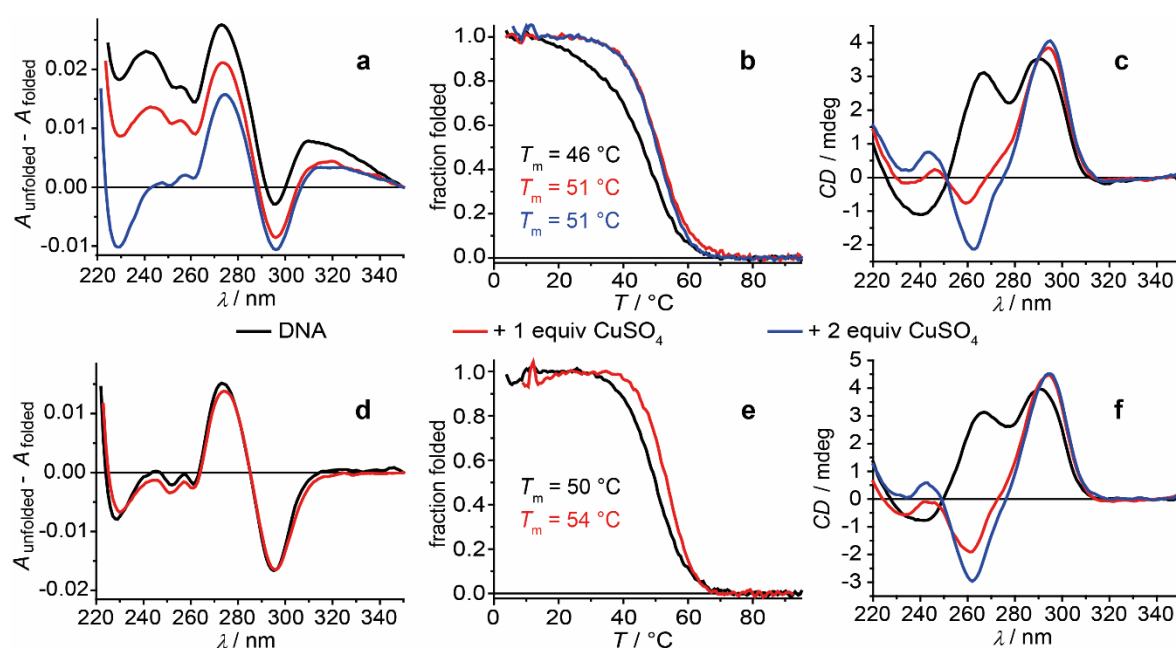 a
A unfolded - A folded
0.02
0.01
0.00
-0.01
220 240 260 280 300 320 340
λ / nm
b
fraction folded
1.0
0.8
0.6
0.4
0.2
0.0
Tm = 46 °C
Tm = 51 °C
Tm = 51 °C
0 20 40 60 80
T / °C
c
CD / mdeg
4
3
2
1
0
-1
-2
220 240 260 280 300 320 340
λ / nm
DNA
+ 1 equiv CuSO4
+ 2 equiv CuSO4
d
A unfolded - A folded
0.01
0.00
-0.01
-0.02
220 240 260 280 300 320 340
λ / nm
e
fraction folded
1.0
0.8
0.6
0.4
0.2
0.0
Tm = 50 °C
Tm = 54 °C
0 20 40 60 80
T / °C
f
CD / mdeg
5
4
3
2
1
0
-1
-2
-3
220 240 260 280 300 320 340
λ / nm